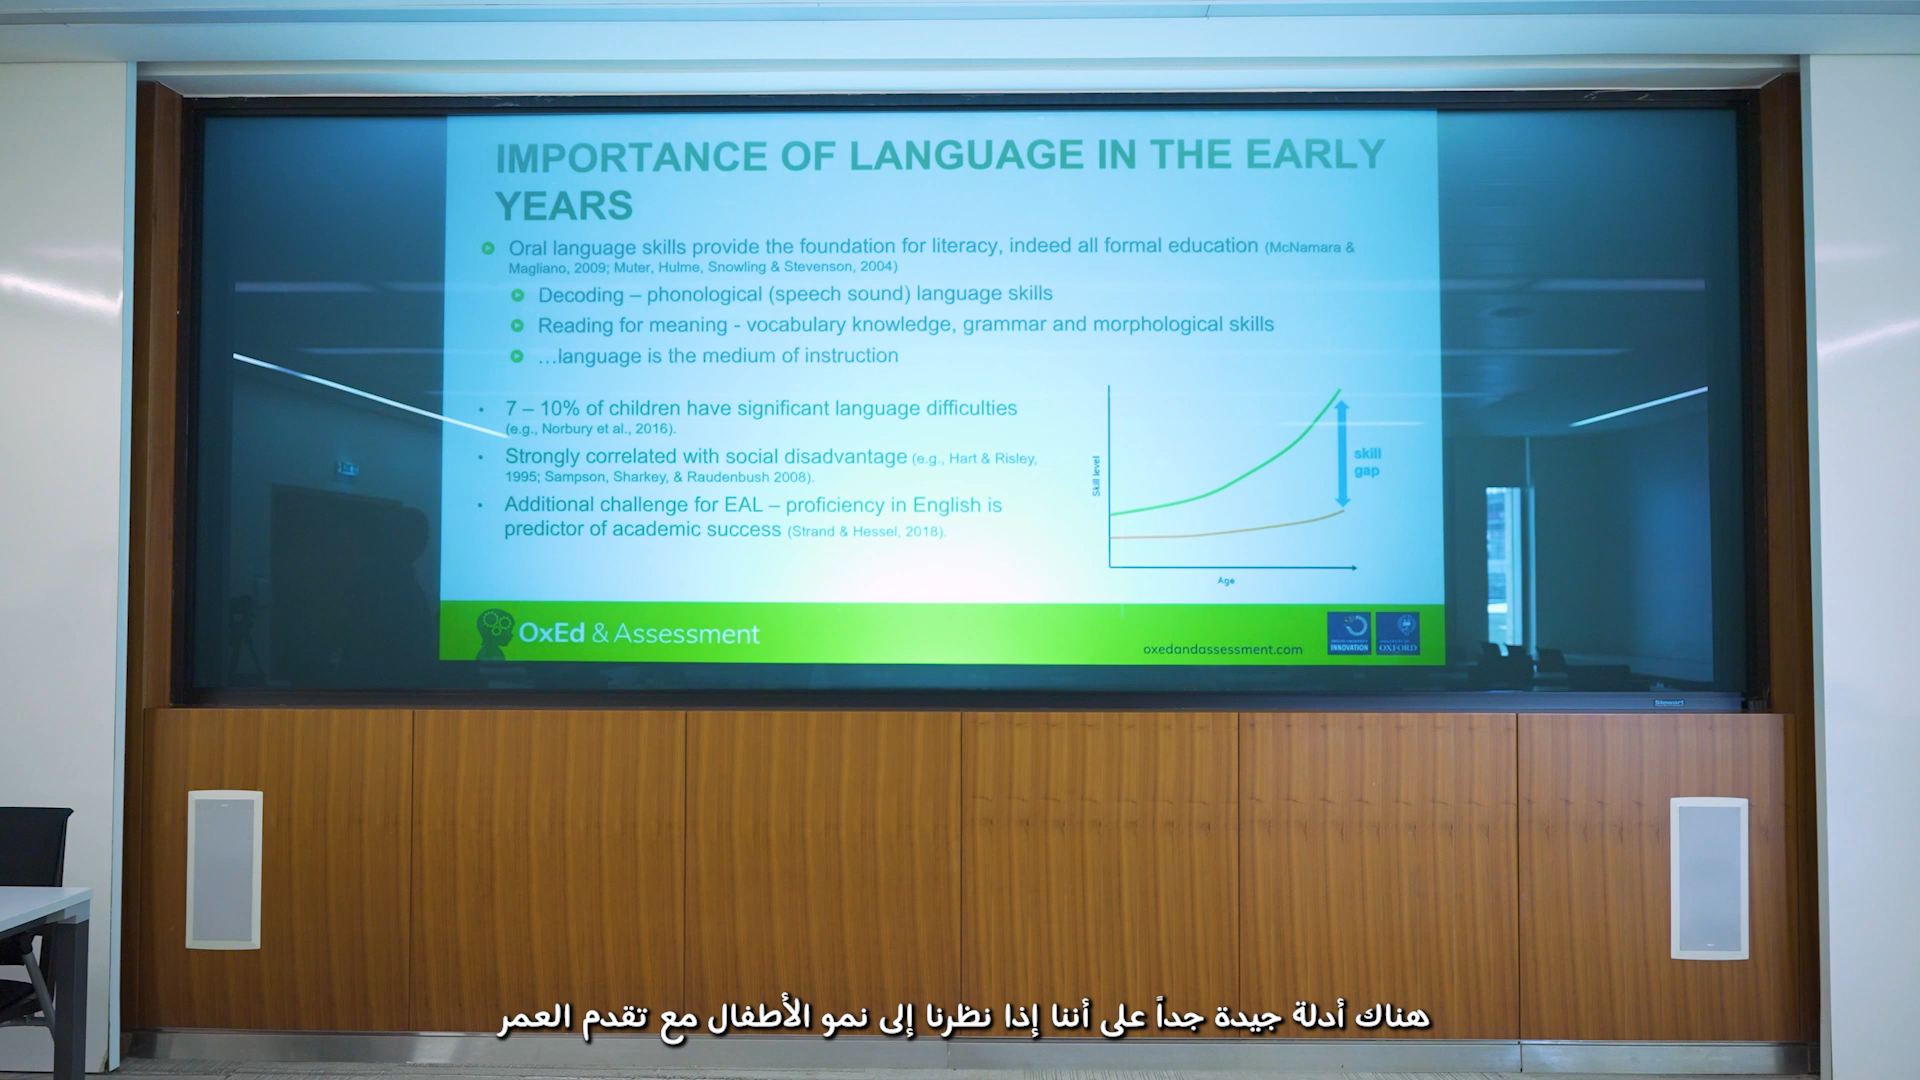 IMPORTANCE OF LANGUAGE IN THE EARLY
YEARS
Oral language skills provide the foundation for literacy, indeed all formal education (McNamara &
Magliano, 2009; Muter, Hulme, Snowling & Stevenson, 2004)
Decoding – phonological (speech sound) language skills
Reading for meaning - vocabulary knowledge, grammar and morphological skills
...language is the medium of instruction
7 – 10% of children have significant language difficulties
(e.g., Norbury et al., 2016).
Strongly correlated with social disadvantage (e.g., Hart & Risley,
1995; Sampson, Sharkey, & Raudenbush 2008).
Additional challenge for EAL – proficiency in English is
predictor of academic success (Strand & Hessel, 2018).
Skill level
skill
gap
Age
OxEd & Assessment
oxedandassessment.com
INNOVATION
OXFORD
Stewart
هناك أدلة جيدة جداً على أننا إذا نظرنا إلى نمو الأطفال مع تقدم العمر